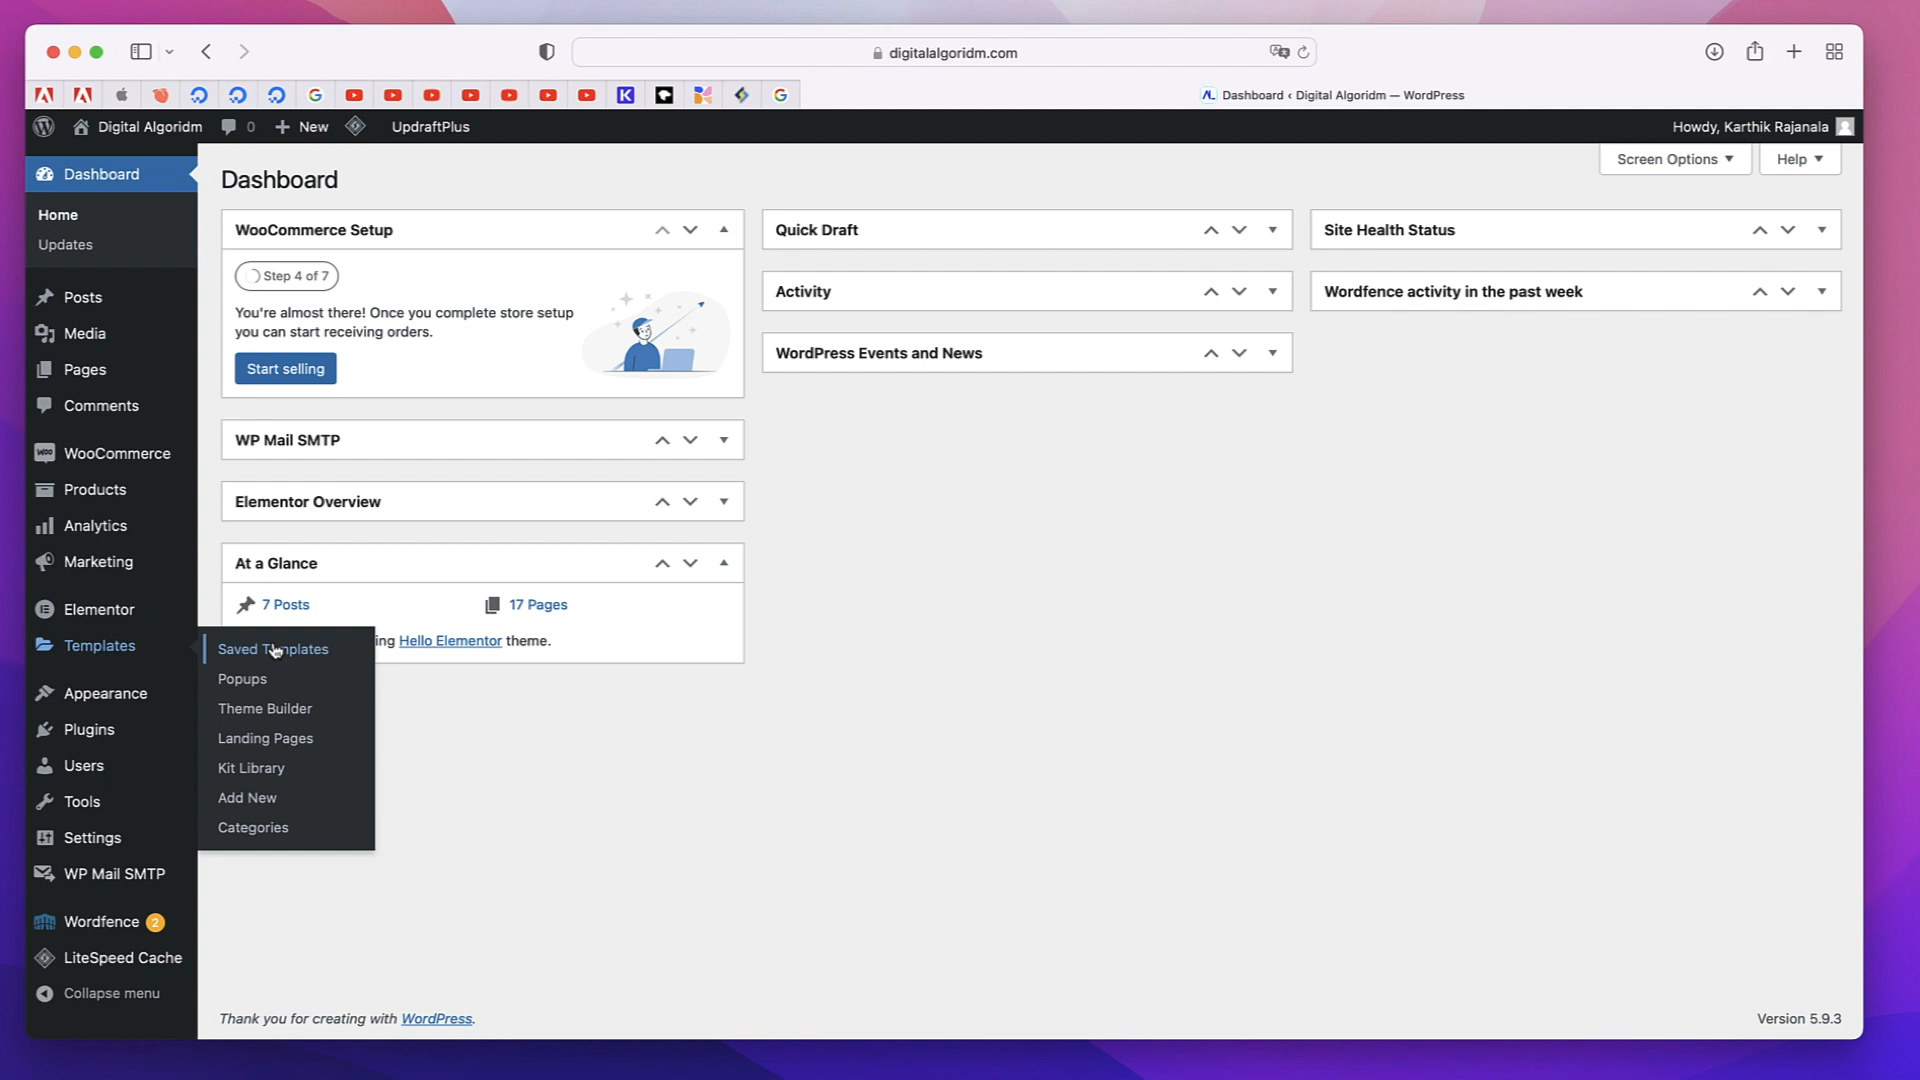 digitalalgoridm.com
Dashboard ‹ Digital Algoridm — WordPress
Digital Algoridm
0
New
UpdraftPlus
Howdy, Karthik Rajanala
Dashboard
Home
Updates
Posts
Media
Pages
Comments
WooCommerce
Products
Analytics
Marketing
Elementor
Templates
Appearance
Plugins
Users
Tools
Settings
WP Mail SMTP
Wordfence 2
LiteSpeed Cache
Collapse menu
Saved Templates
Popups
Theme Builder
Landing Pages
Kit Library
Add New
Categories
Screen Options
Help
Dashboard
WooCommerce Setup
Step 4 of 7
You're almost there! Once you complete store setup
you can start receiving orders.
Start selling
WP Mail SMTP
Elementor Overview
At a Glance
7 Posts
17 Pages
ing Hello Elementor theme.
Quick Draft
Activity
WordPress Events and News
Site Health Status
Wordfence activity in the past week
Thank you for creating with WordPress.
Version 5.9.3